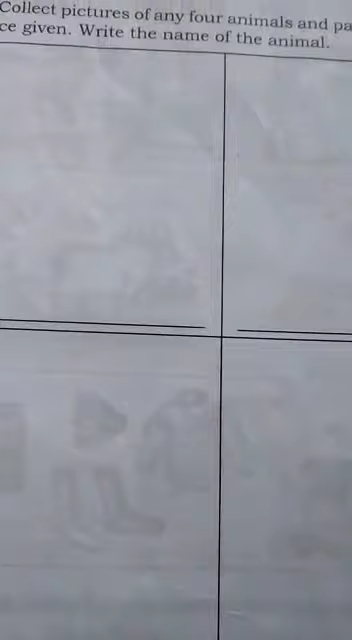 Collect pictures of any four animals and pa
ce given. Write the name of the animal.